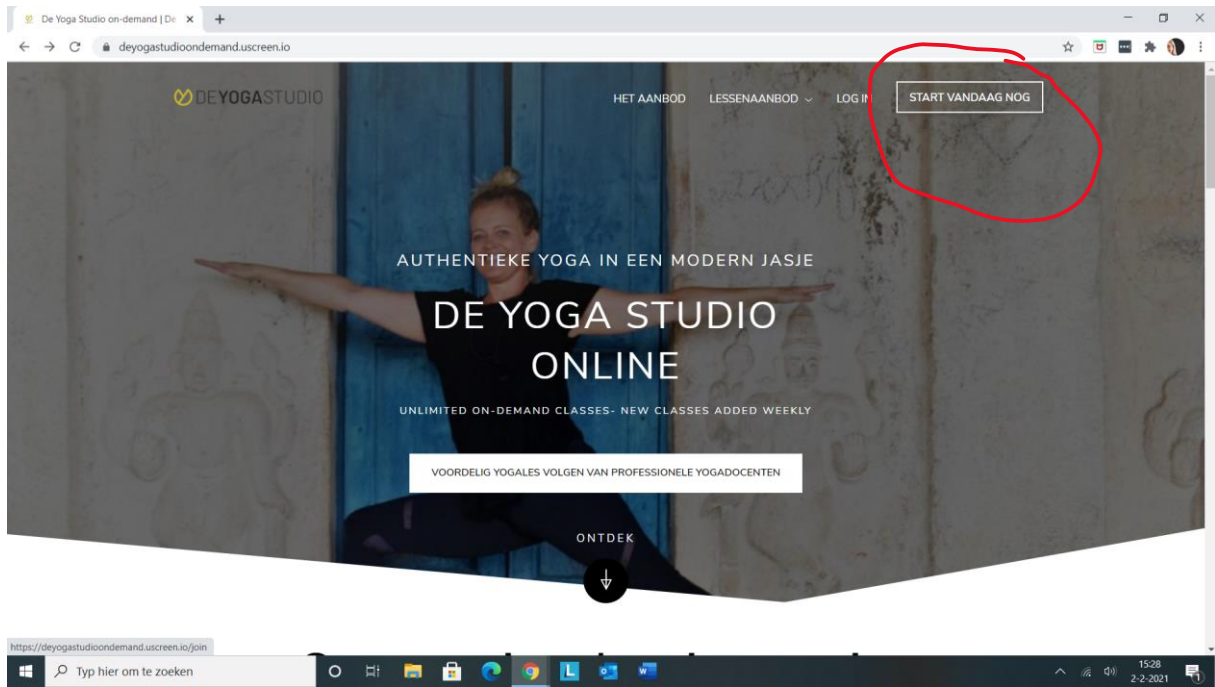 De Yoga Studio on-demand | De
deyogastudioondemand.uscreen.io
DEYOGASTUDIO
HET AANBOD
LESSENAANBOD
LOG IN
START VANDAAG NOG
AUTHENTIEKE YOGA IN EEN MODERN JASJE
DE YOGA STUDIO
ONLINE
UNLIMITED ON-DEMAND CLASSES- NEW CLASSES ADDED WEEKLY
VOORDELIG YOGALES VOLGEN VAN PROFESSIONELE YOGADOCENTEN
ONTDEK
https://deyogastudioondemand.uscreen.io/join
Typ hier om te zoeken
15:28
2-2-2021